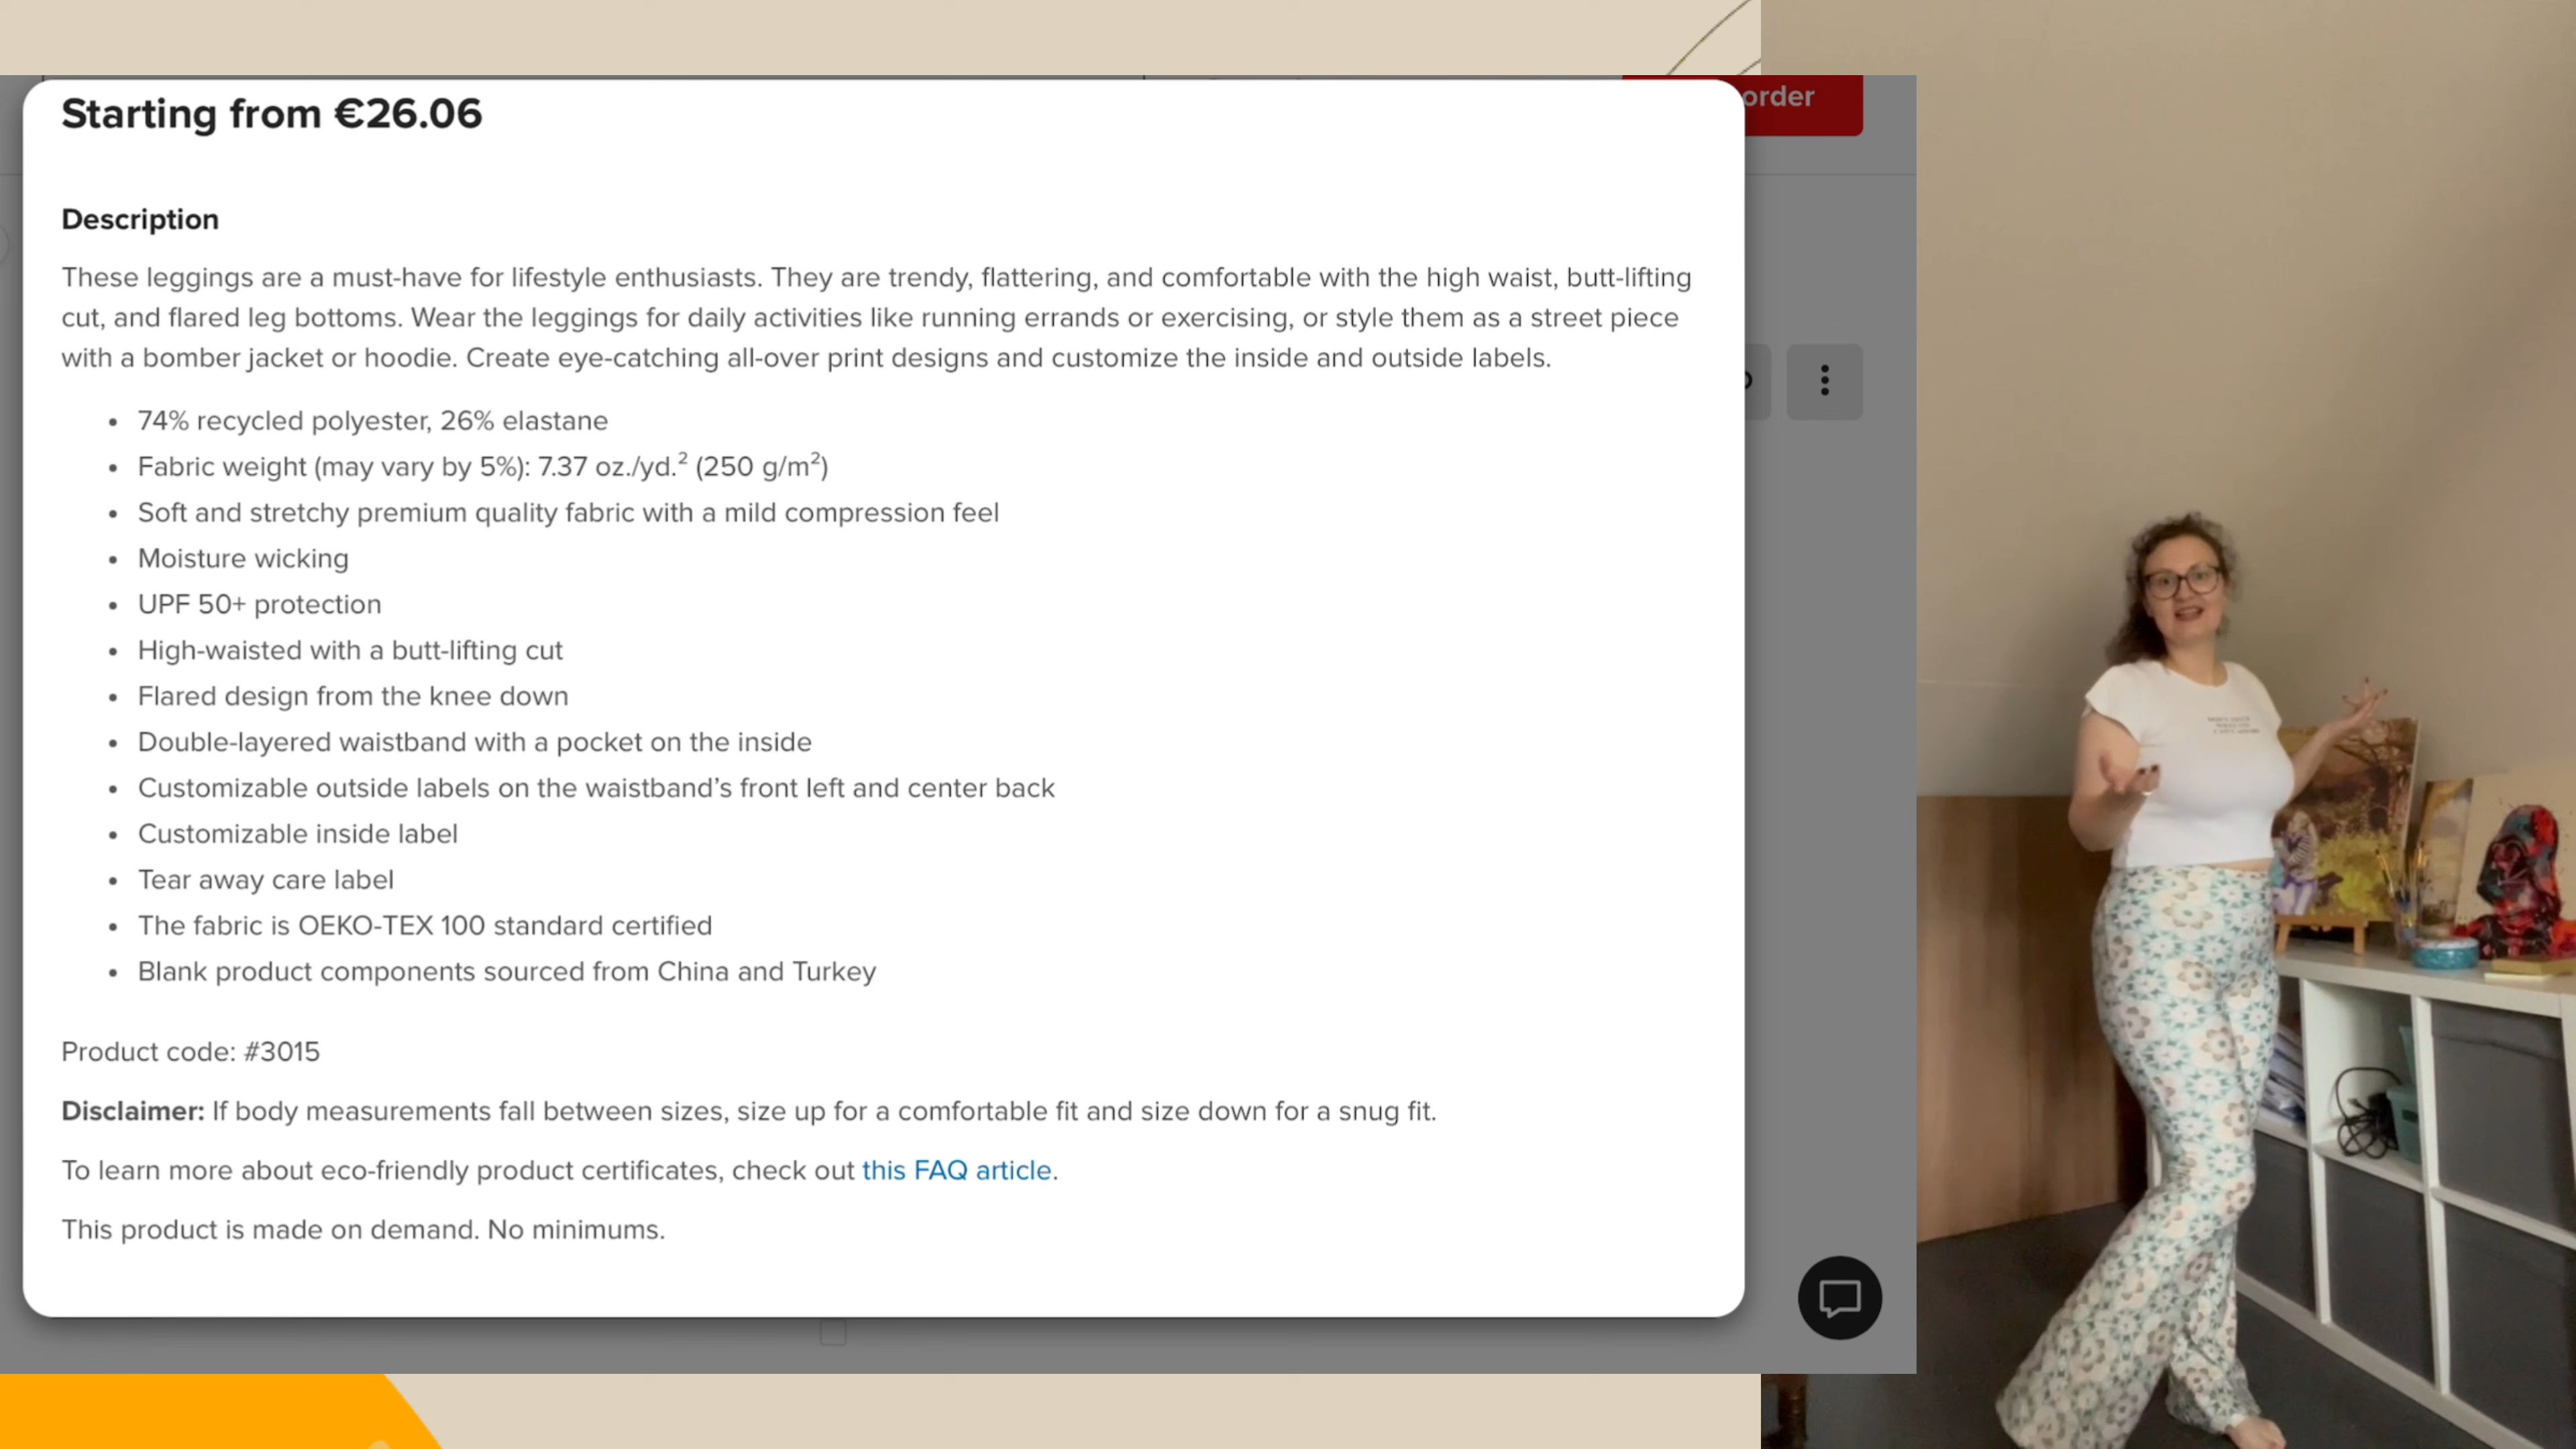 Starting from €26.06
order
Description
These leggings are a must-have for lifestyle enthusiasts. They are trendy, flattering, and comfortable with the high waist, butt-lifting
cut, and flared leg bottoms. Wear the leggings for daily activities like running errands or exercising, or style them as a street piece
with a bomber jacket or hoodie. Create eye-catching all-over print designs and customize the inside and outside labels.
• 74% recycled polyester, 26% elastane
• Fabric weight (may vary by 5%): 7.37 oz./yd.² (250 g/m²)
• Soft and stretchy premium quality fabric with a mild compression feel
• Moisture wicking
• UPF 50+ protection
• High-waisted with a butt-lifting cut
• Flared design from the knee down
• Double-layered waistband with a pocket on the inside
• Customizable outside labels on the waistband’s front left and center back
• Customizable inside label
• Tear away care label
• The fabric is OEKO-TEX 100 standard certified
• Blank product components sourced from China and Turkey
Product code: #3015
Disclaimer: If body measurements fall between sizes, size up for a comfortable fit and size down for a snug fit.
To learn more about eco-friendly product certificates, check out this FAQ article.
This product is made on demand. No minimums.